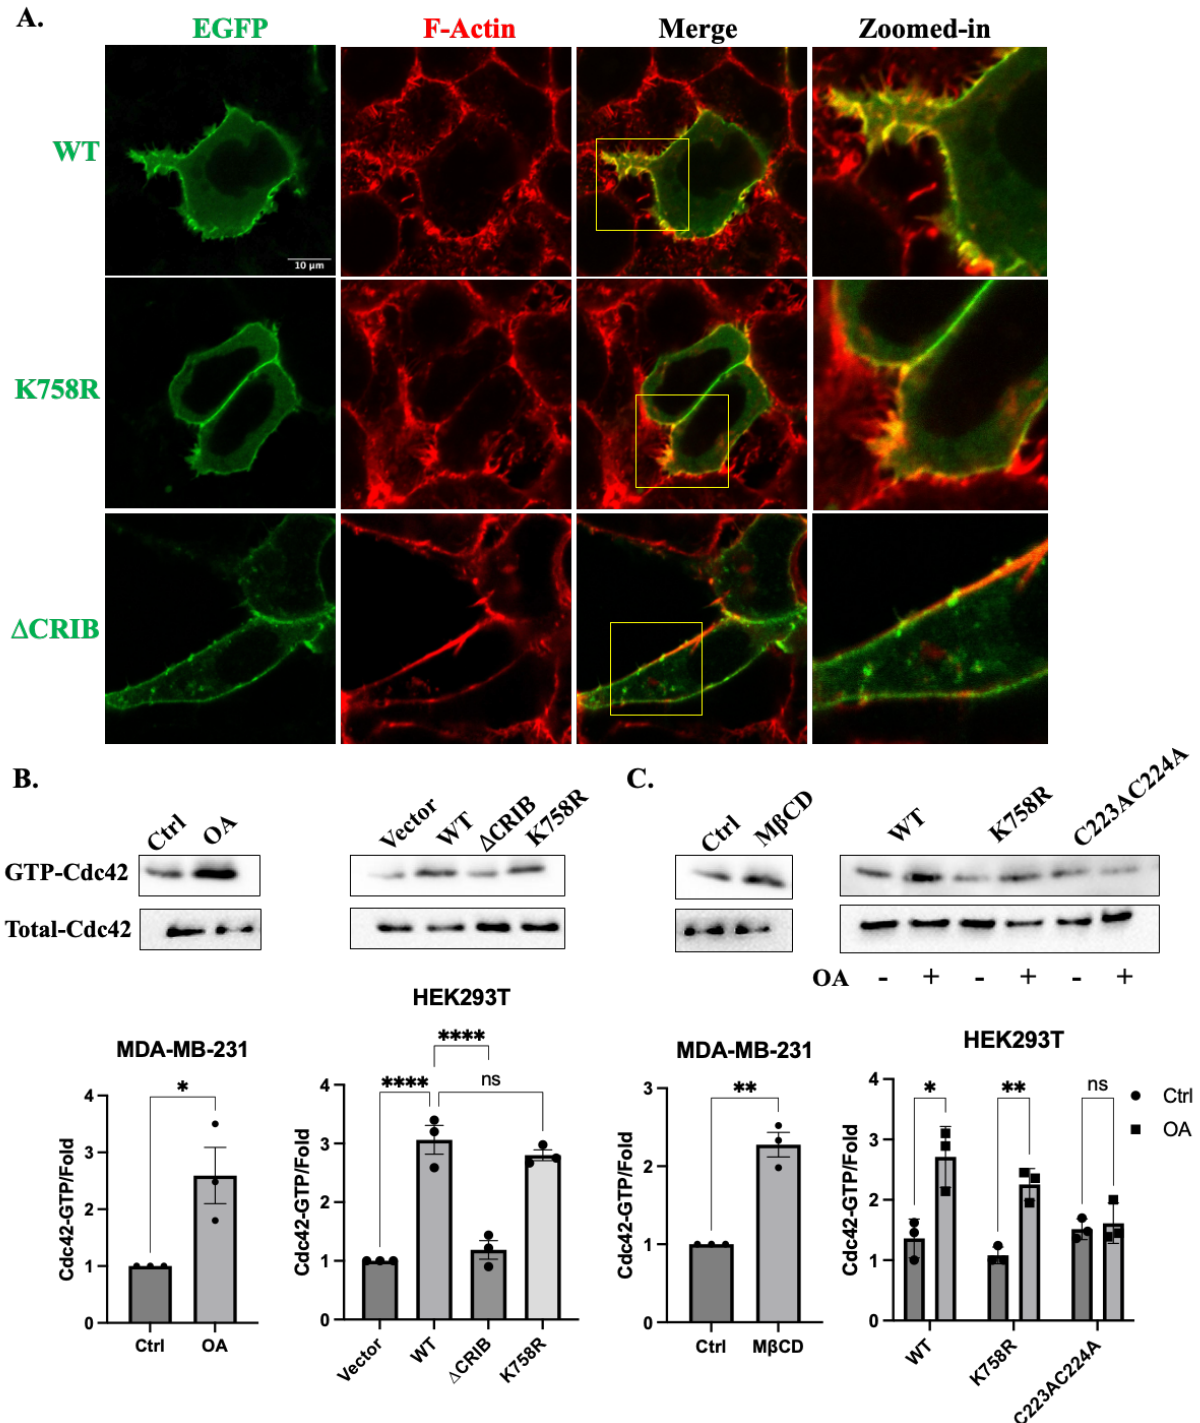 A.
EGFP F-Actin Merge Zoomed-in
WT
10 μm
K758R
ΔCRIB
B.
Ctrl OA
Vector WT ΔCRIB K758R
GTP-Cdc42
Total-Cdc42
C.
Ctrl MβCD
WT K758R C223AC224A
OA - + - + - +
MDA-MB-231
*
Cdc42-GTP/Fold
4
3
2
1
0
Ctrl OA
HEK293T
****
**** ns
Cdc42-GTP/Fold
4
3
2
1
0
Vector WT ΔCRIB K758R
MDA-MB-231
**
Cdc42-GTP/Fold
3
2
1
0
Ctrl MβCD
HEK293T
* ** ns
Ctrl
OA
Cdc42-GTP/Fold
4
3
2
1
0
WT K758R C223AC224A